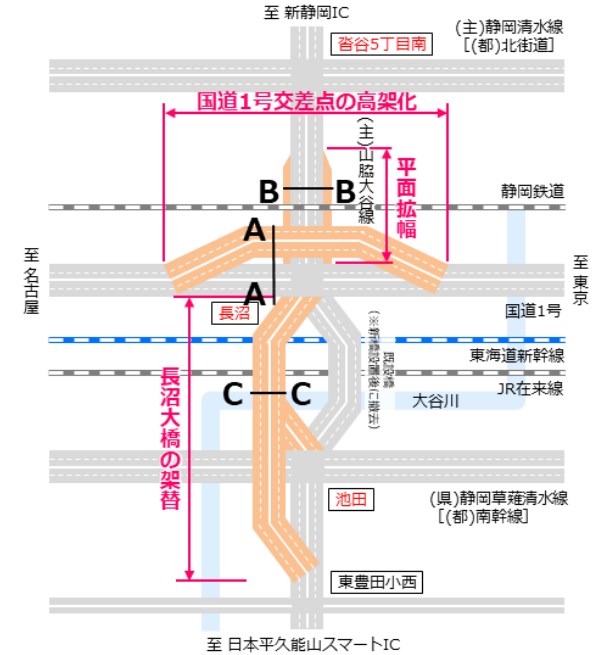 至 新静岡IC
沓谷5丁目南
(主)静岡清水線
[(都)北街道]
国道1号交差点の高架化
(主)山脇大谷線
平面拡幅
B B
静岡鉄道
A
至 名古屋
至 東京
A
長沼
国道1号
(※新橋設置後に撤去)
既設橋
東海道新幹線
JR在来線
C C
大谷川
長沼大橋の架替
池田
(県)静岡草薙清水線
[(都)南幹線]
東豊田小西
至 日本平久能山スマートIC